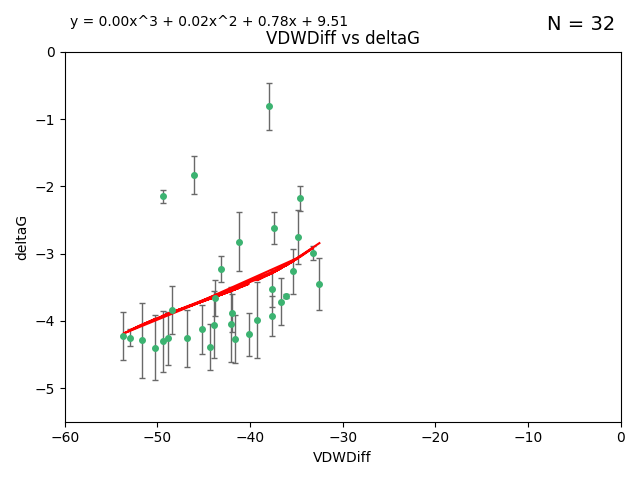 y = 0.00x^3 + 0.02x^2 + 0.78x + 9.51
N = 32
VDWDiff vs deltaG
0
−1
−2
−3
−4
−5
deltaG
−60 −50 −40 −30 −20 −10 0
VDWDiff